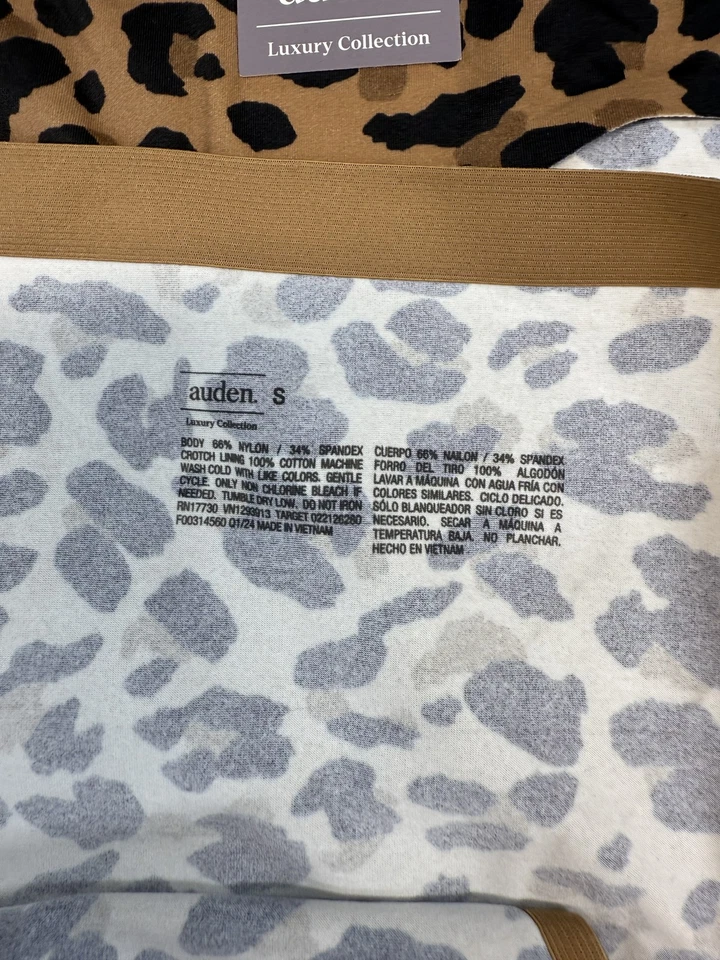 Luxury Collection
auden. S
Luxury Collection
BODY 66% NYLON / 34% SPANDEX
CROTCH LINING 100% COTTON MACHINE
WASH COLD WITH LIKE COLORS. GENTLE
CYCLE. ONLY NON CHLORINE BLEACH IF
NEEDED. TUMBLE DRY LOW. DO NOT IRON
RN17730 VN1299913 TARGET 022126280
F00314560 Q1/24 MADE IN VIETNAM
CUERPO 66% NAILON / 34% SPANDEX
FORRO DEL TIRO 100% ALGODÓN
LAVAR A MÁQUINA CON AGUA FRÍA CON
COLORES SIMILARES. CICLO DELICADO.
SÓLO BLANQUEADOR SIN CLORO SI ES
NECESARIO. SECAR A MÁQUINA A
TEMPERATURA BAJA. NO PLANCHAR.
HECHO EN VIETNAM